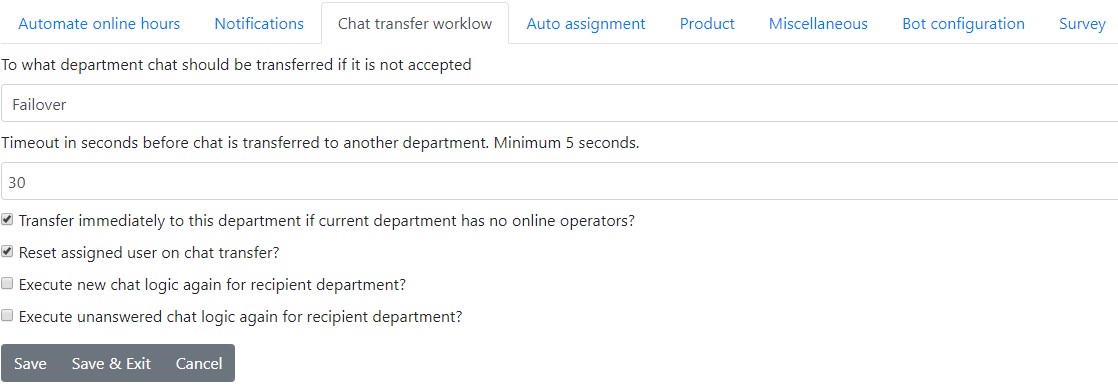 Automate online hours Notifications Chat transfer worklow Auto assignment Product Miscellaneous Bot configuration Survey
To what department chat should be transferred if it is not accepted
Failover
Timeout in seconds before chat is transferred to another department. Minimum 5 seconds.
30
Transfer immediately to this department if current department has no online operators?
Reset assigned user on chat transfer?
Execute new chat logic again for recipient department?
Execute unanswered chat logic again for recipient department?
Save Save & Exit Cancel